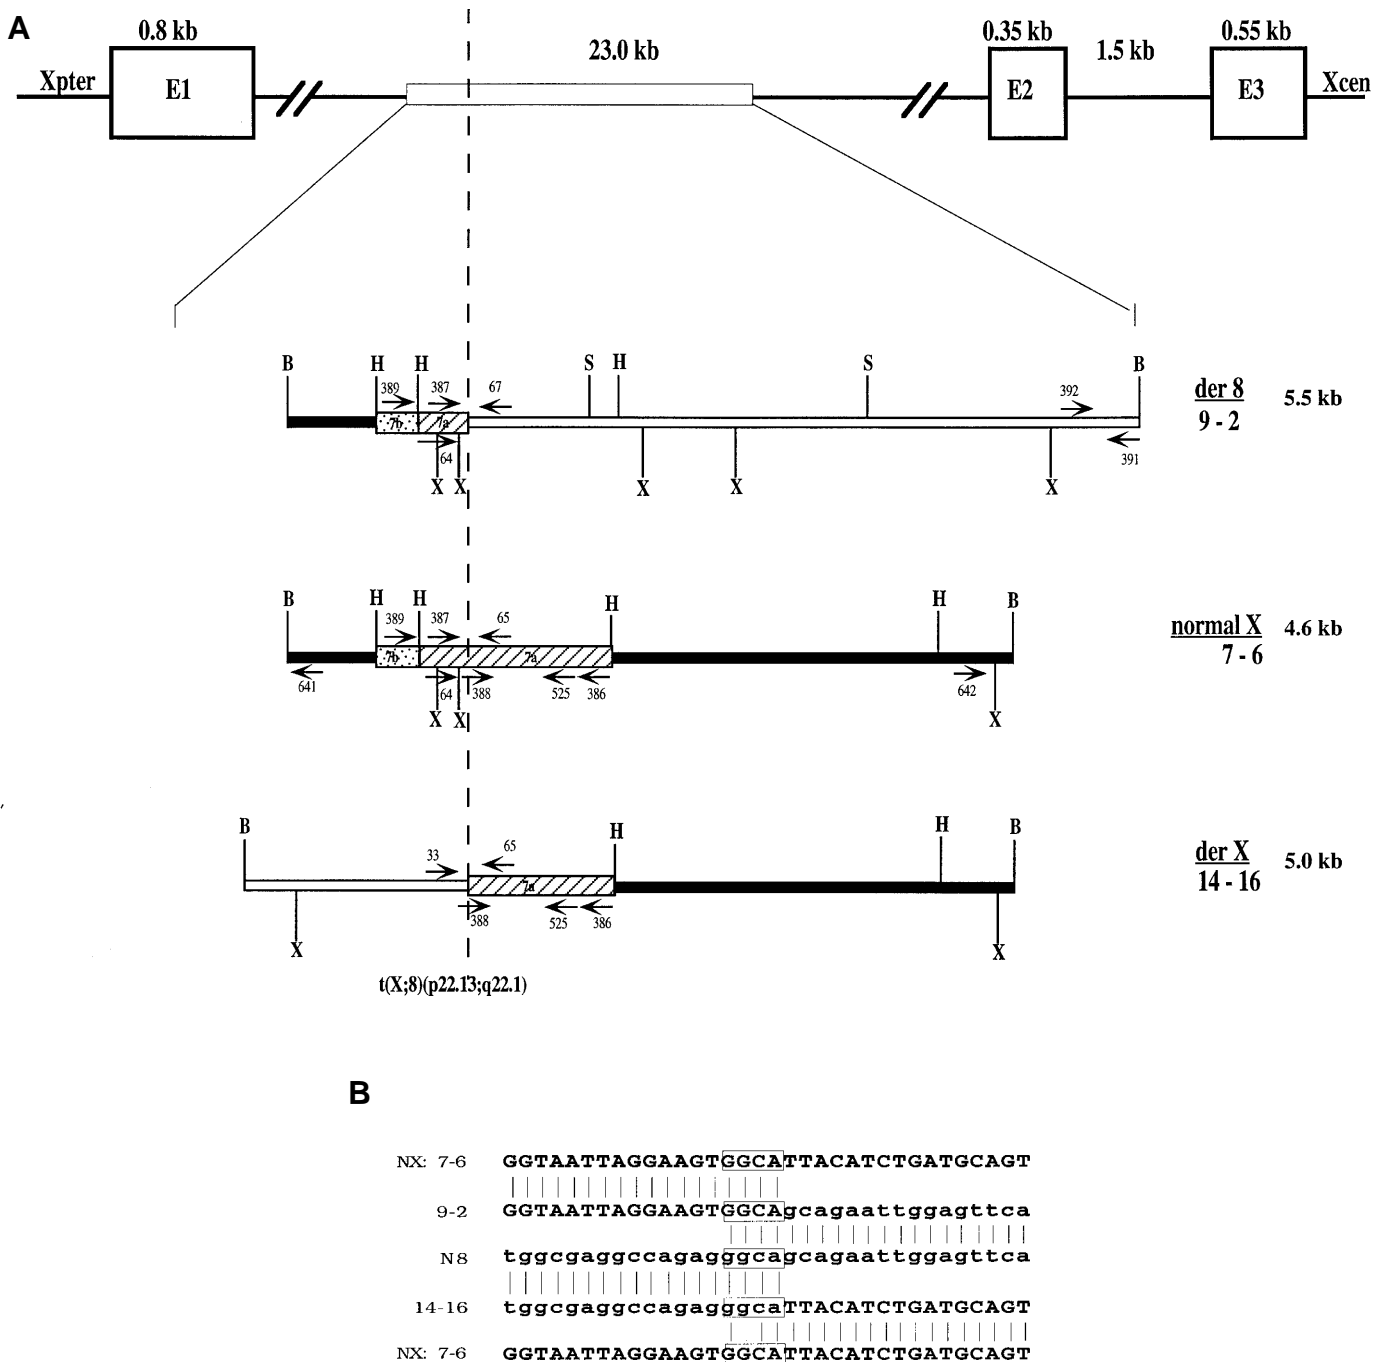 A
0.8 kb 23.0 kb 0.35 kb 1.5 kb 0.55 kb
Xpter E1 E2 E3 Xcen
B H H S H S B
389 387 67 392
7b 7a
der 8 5.5 kb
9 - 2
64 391
X X X X X
B H H H H B
389 387 65
7b 7a
normal X 4.6 kb
7 - 6
641 64 388 525 386 642
X X X
B H H B
33 65
7a
der X 5.0 kb
14 - 16
388 525 386
X X
t(X;8)(p22.13;q22.1)
B
NX: 7-6 GGTAATTAGGAAGTGGCATTACATCTGATGCAGT
9-2 GGTAATTAGGAAGTGGCAgcagaattggagttca
N8 tggcgaggccagagggcagcagaattggagttca
14-16 tggcgaggccagagggcaTTACATCTGATGCAGT
NX: 7-6 GGTAATTAGGAAGTGGCATTACATCTGATGCAGT